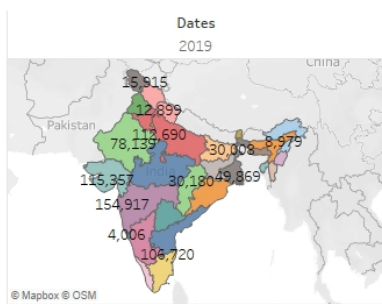 Dates
2019
China
15,915
12,899
Pakistan
112,690
78,139
30,008
8,979
115,357
India
30,180
49,869
154,917
4,006
106,720
© Mapbox © OSM